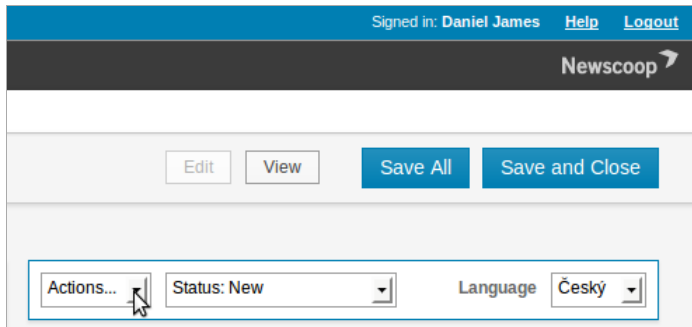 Signed in: Daniel James Help Logout
Newscoop
Edit View Save All Save and Close
Actions... Status: New Language Český